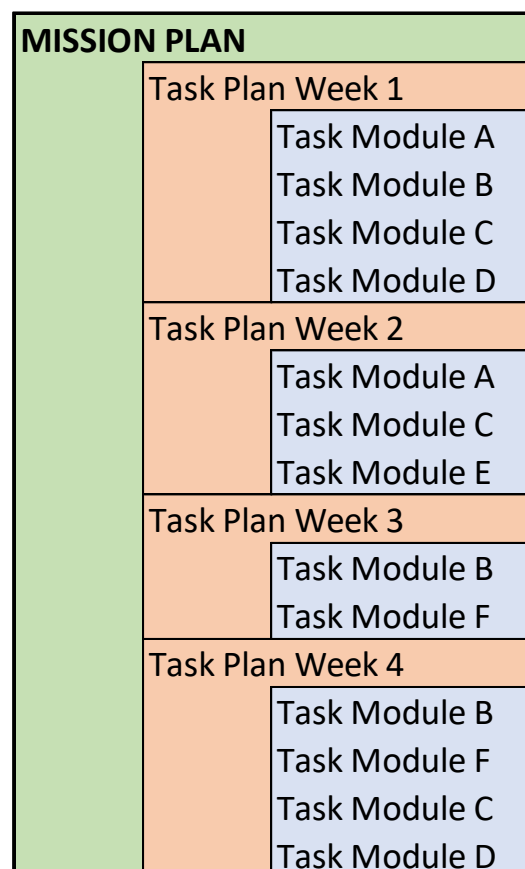 MISSION PLAN
Task Plan Week 1
Task Module A
Task Module B
Task Module C
Task Module D
Task Plan Week 2
Task Module A
Task Module C
Task Module E
Task Plan Week 3
Task Module B
Task Module F
Task Plan Week 4
Task Module B
Task Module F
Task Module C
Task Module D